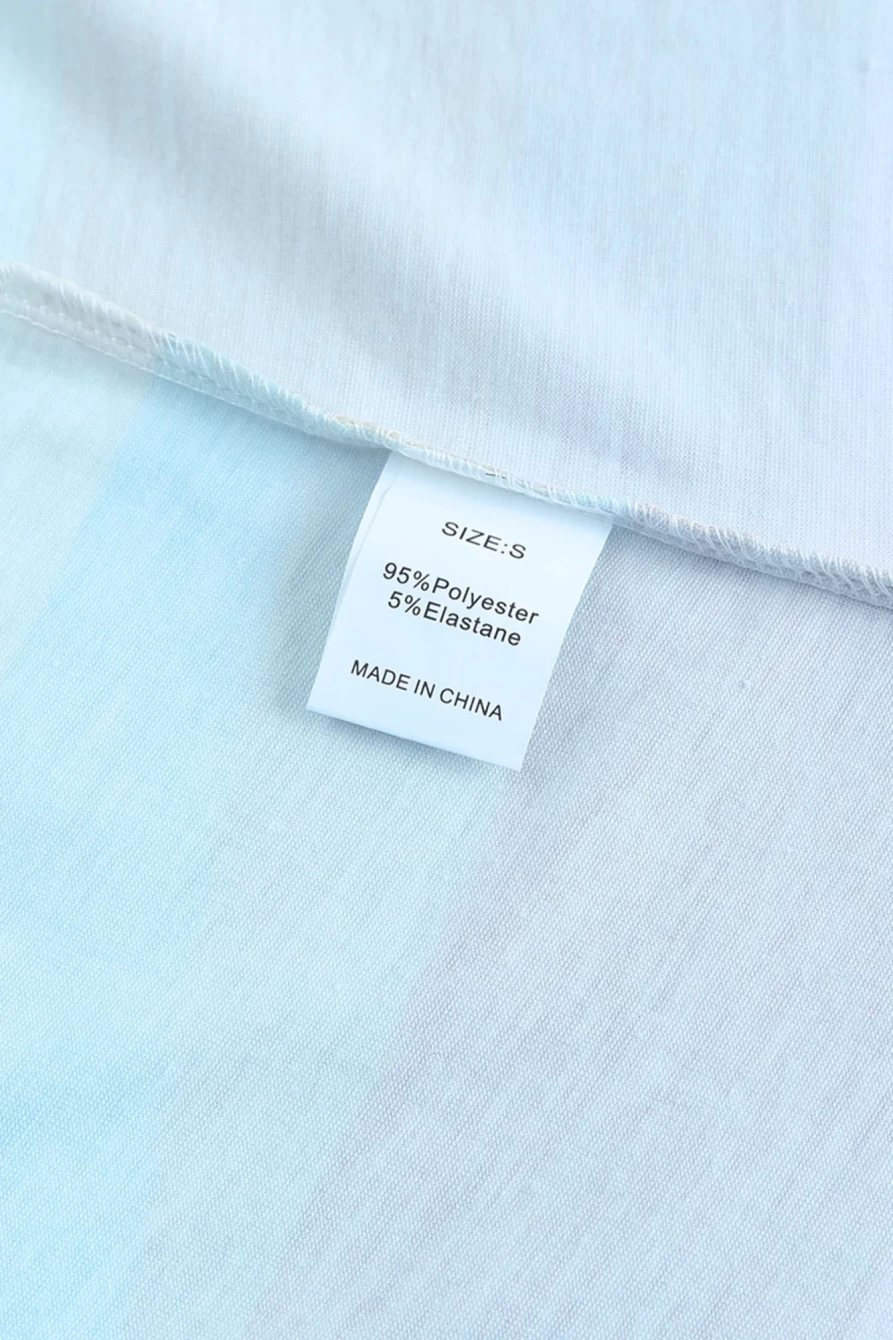 SIZE:S
95%Polyester
5%Elastane
MADE IN CHINA